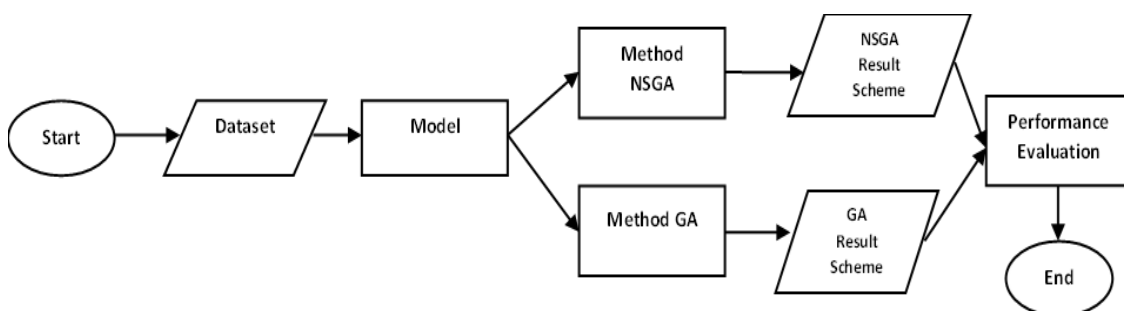 Start
Dataset
Model
Method
NSGA
NSGA
Result
Scheme
Method GA
GA
Result
Scheme
Performance
Evaluation
End